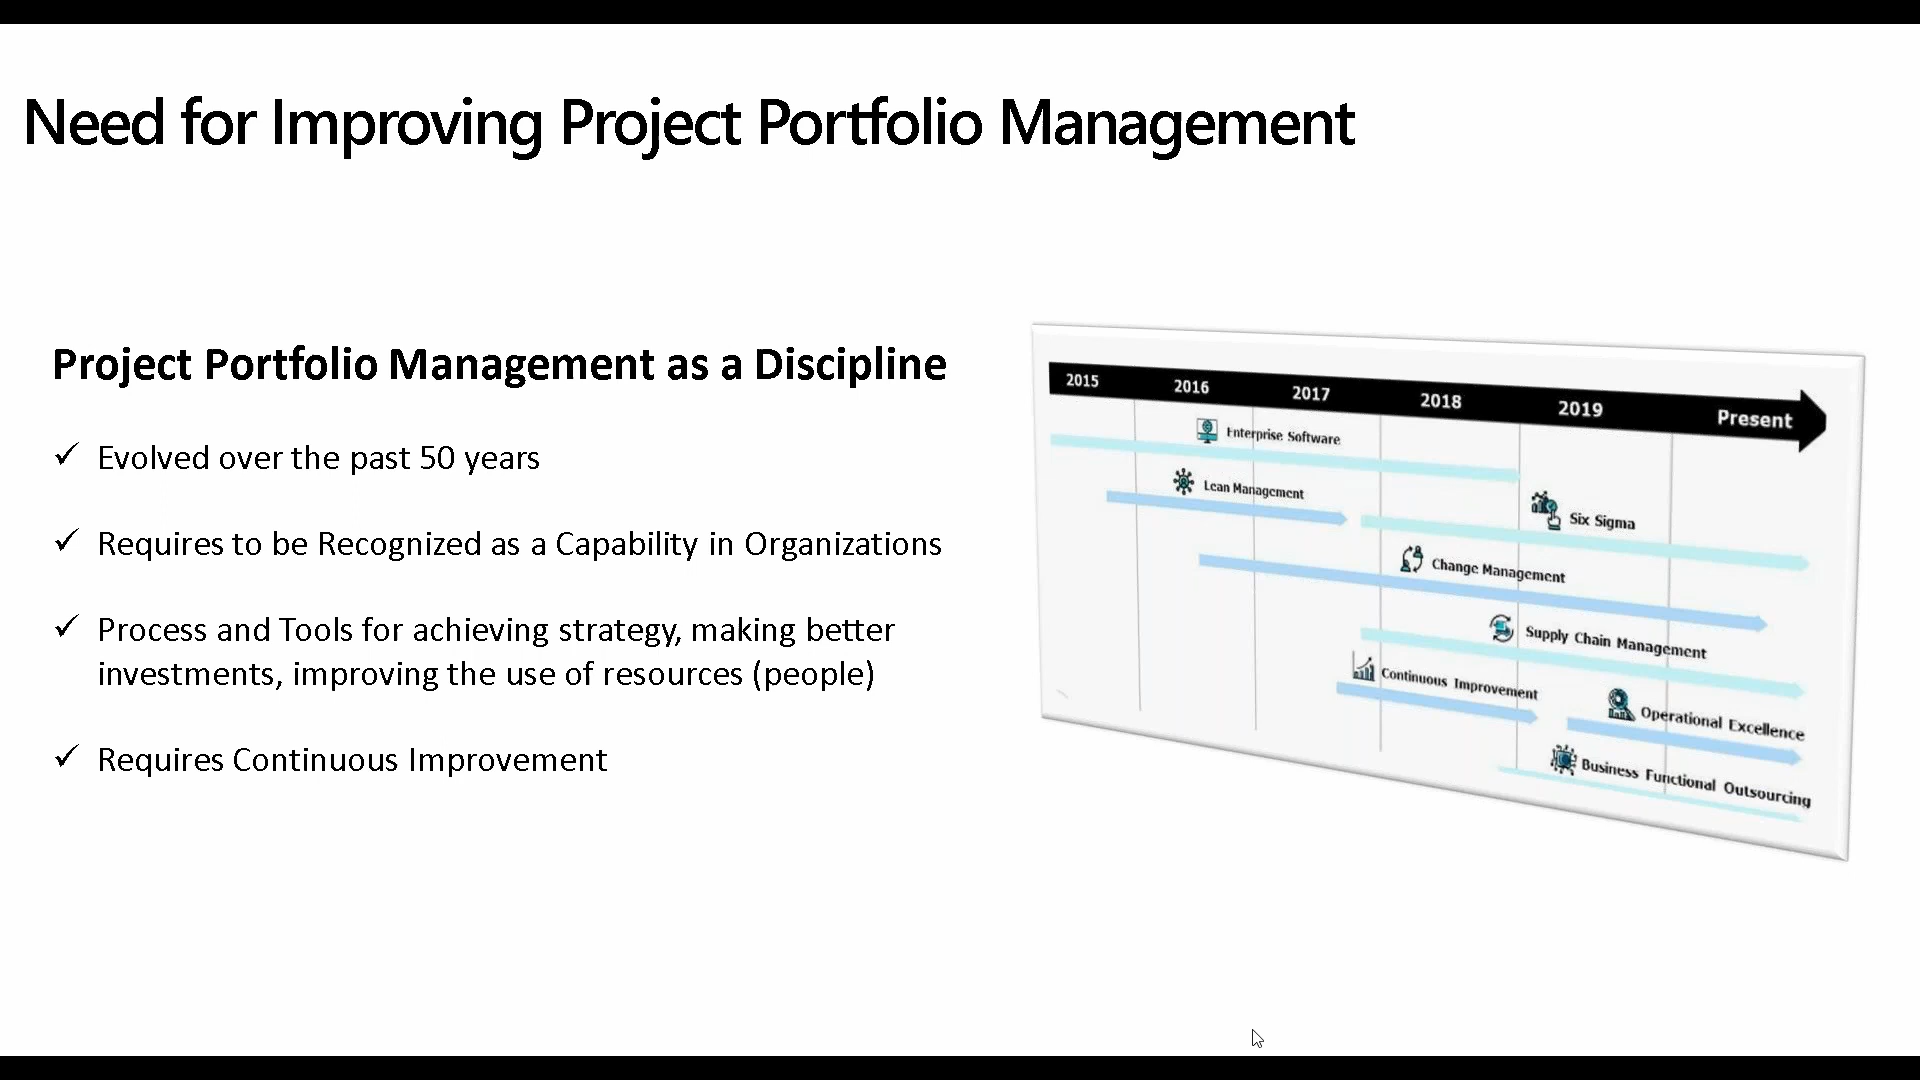 Need for Improving Project Portfolio Management
Project Portfolio Management as a Discipline
✓ Evolved over the past 50 years
✓ Requires to be Recognized as a Capability in Organizations
✓ Process and Tools for achieving strategy, making better
investments, improving the use of resources (people)
✓ Requires Continuous Improvement
2015 2016 2017 2018 2019 Present
Enterprise Software
Lean Management
Six Sigma
Change Management
Supply Chain Management
Continuous Improvement
Operational Excellence
Business Functional Outsourcing